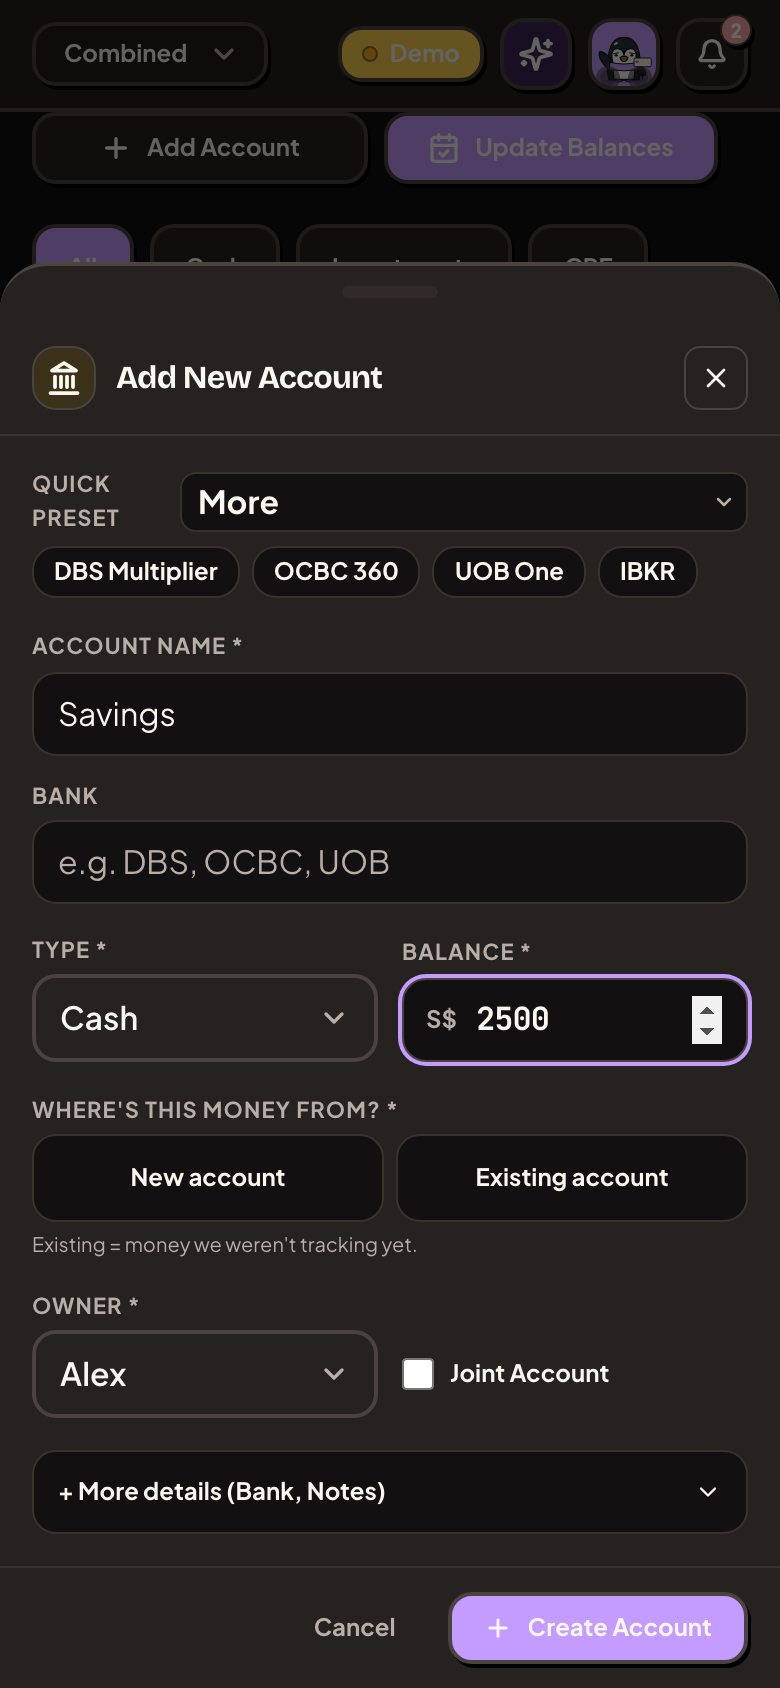 Combined
Demo
2
+ Add Account
Update Balances
Add New Account
QUICK
PRESET
More
DBS Multiplier
OCBC 360
UOB One
IBKR
ACCOUNT NAME *
Savings
BANK
e.g. DBS, OCBC, UOB
TYPE *
BALANCE *
Cash
S$ 2500
WHERE'S THIS MONEY FROM? *
New account
Existing account
Existing = money we weren't tracking yet.
OWNER *
Alex
Joint Account
+ More details (Bank, Notes)
Cancel
+ Create Account